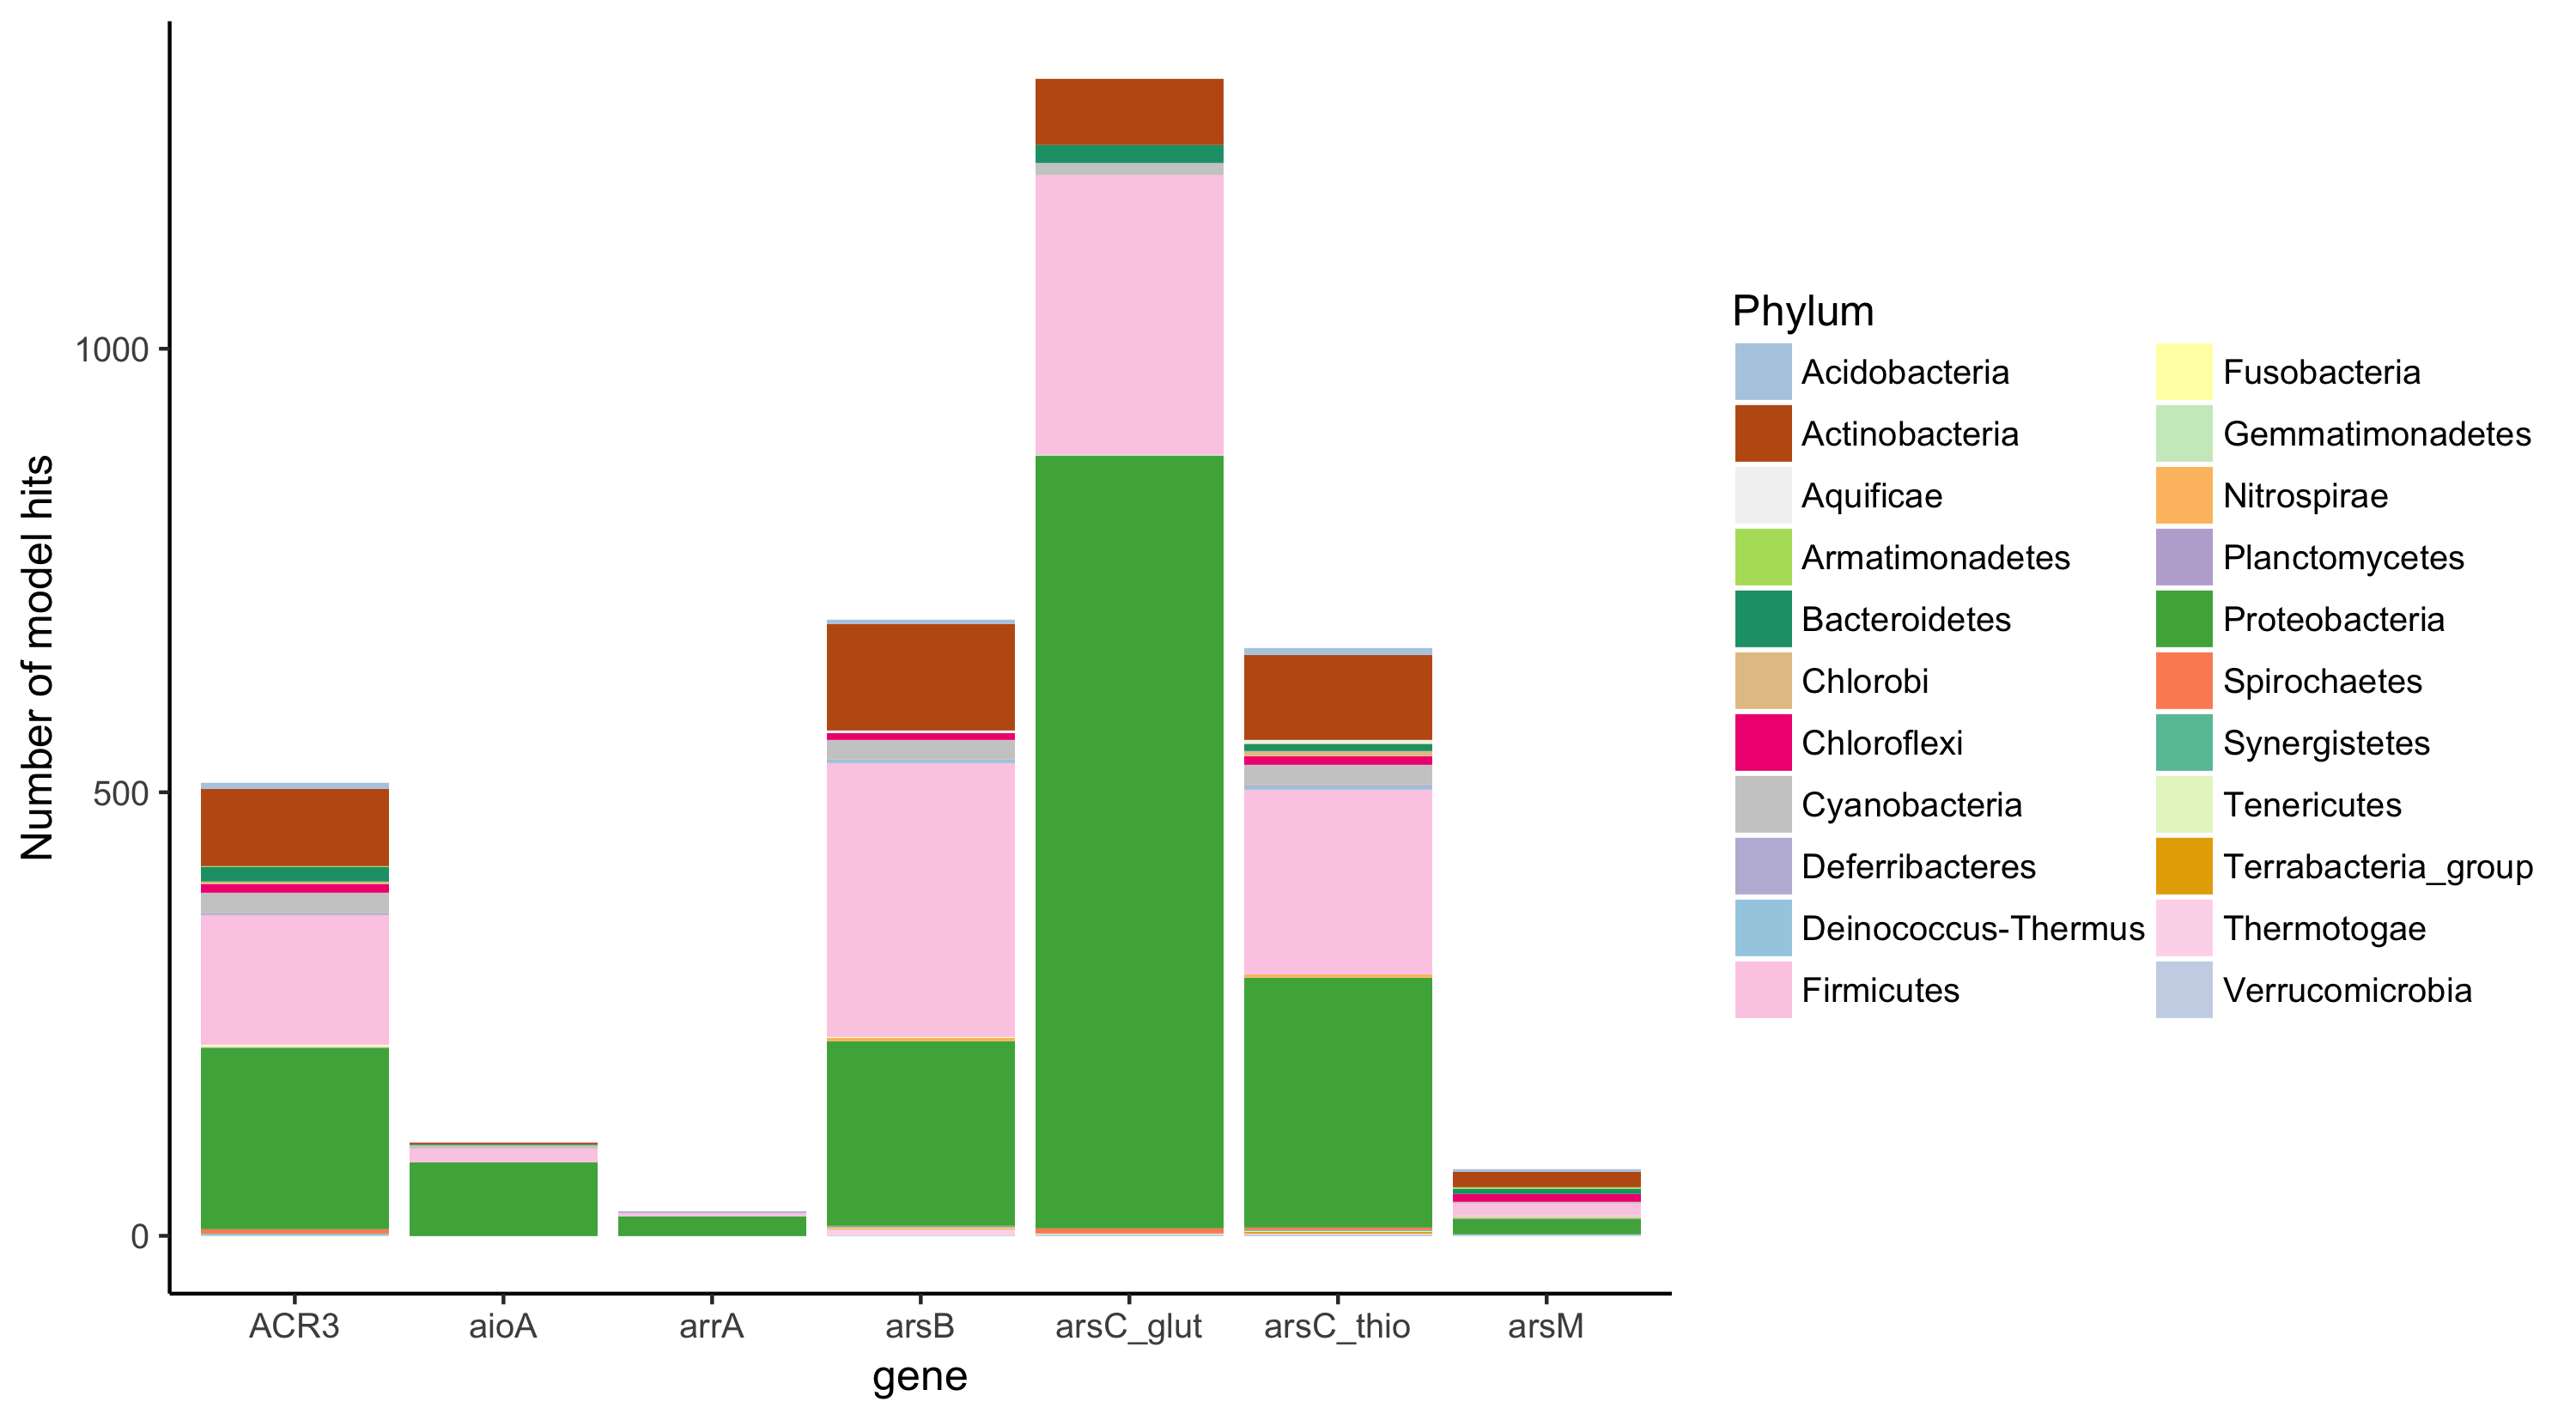 Number of model hits
1000
500
0
ACR3 aioA arrA arsB arsC_glut arsC_thio arsM
gene
Phylum
Acidobacteria
Actinobacteria
Aquificae
Armatimonadetes
Bacteroidetes
Chlorobi
Chloroflexi
Cyanobacteria
Deferribacteres
Deinococcus-Thermus
Firmicutes
Fusobacteria
Gemmatimonadetes
Nitrospirae
Planctomycetes
Proteobacteria
Spirochaetes
Synergistetes
Tenericutes
Terrabacteria_group
Thermotogae
Verrucomicrobia